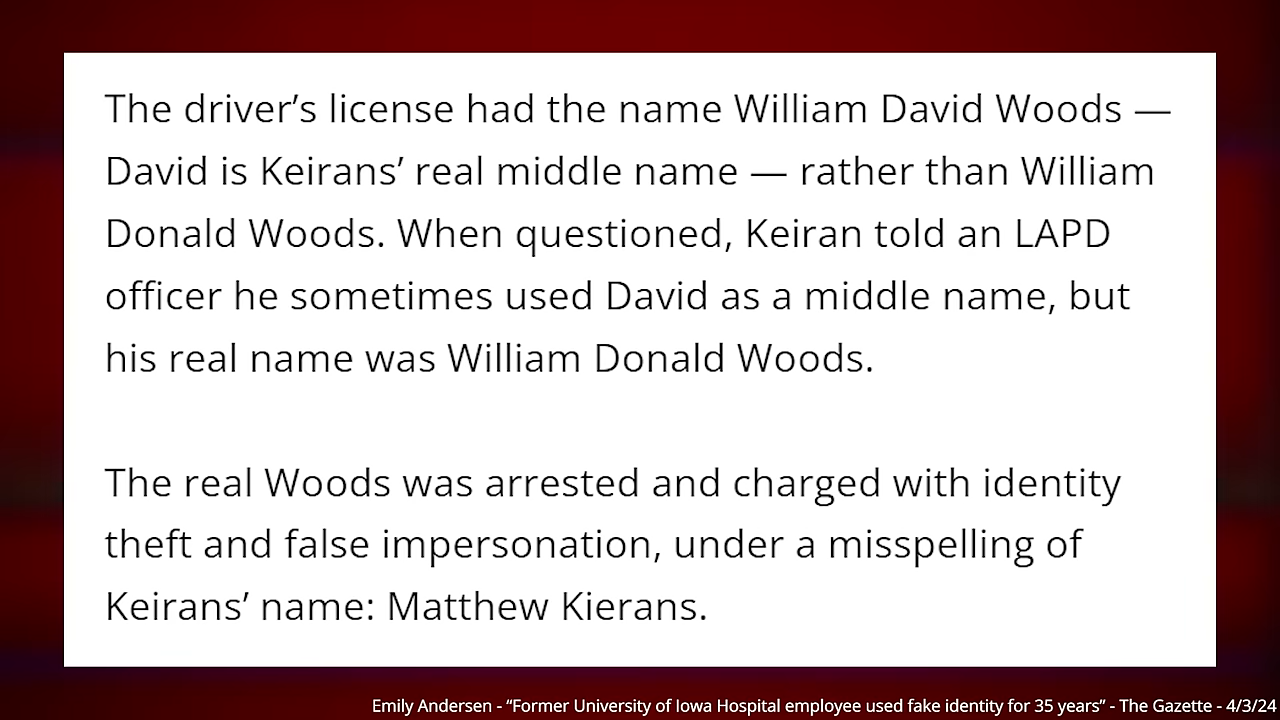 The driver’s license had the name William David Woods —
David is Keirans’ real middle name — rather than William
Donald Woods. When questioned, Keiran told an LAPD
officer he sometimes used David as a middle name, but
his real name was William Donald Woods.
The real Woods was arrested and charged with identity
theft and false impersonation, under a misspelling of
Keirans’ name: Matthew Kierans.
Emily Andersen - “Former University of Iowa Hospital employee used fake identity for 35 years” - The Gazette - 4/3/24